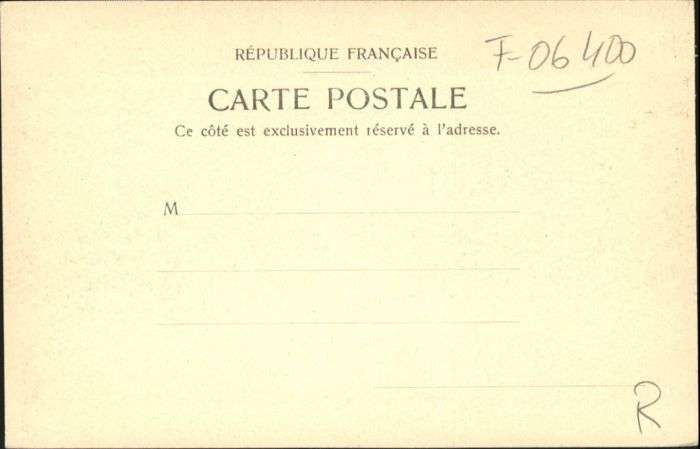 RÉPUBLIQUE FRANÇAISE
F-06400
CARTE POSTALE
Ce côté est exclusivement réservé à l'adresse.
M
R